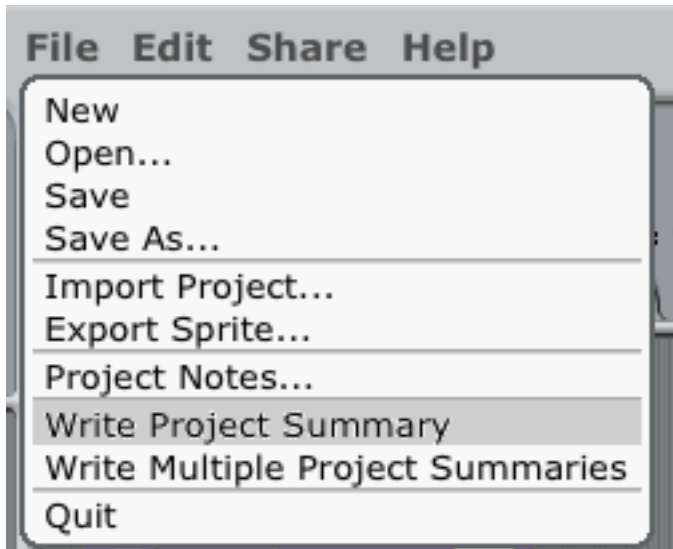 File Edit Share Help
New
Open...
Save
Save As...
Import Project...
Export Sprite...
Project Notes...
Write Project Summary
Write Multiple Project Summaries
Quit